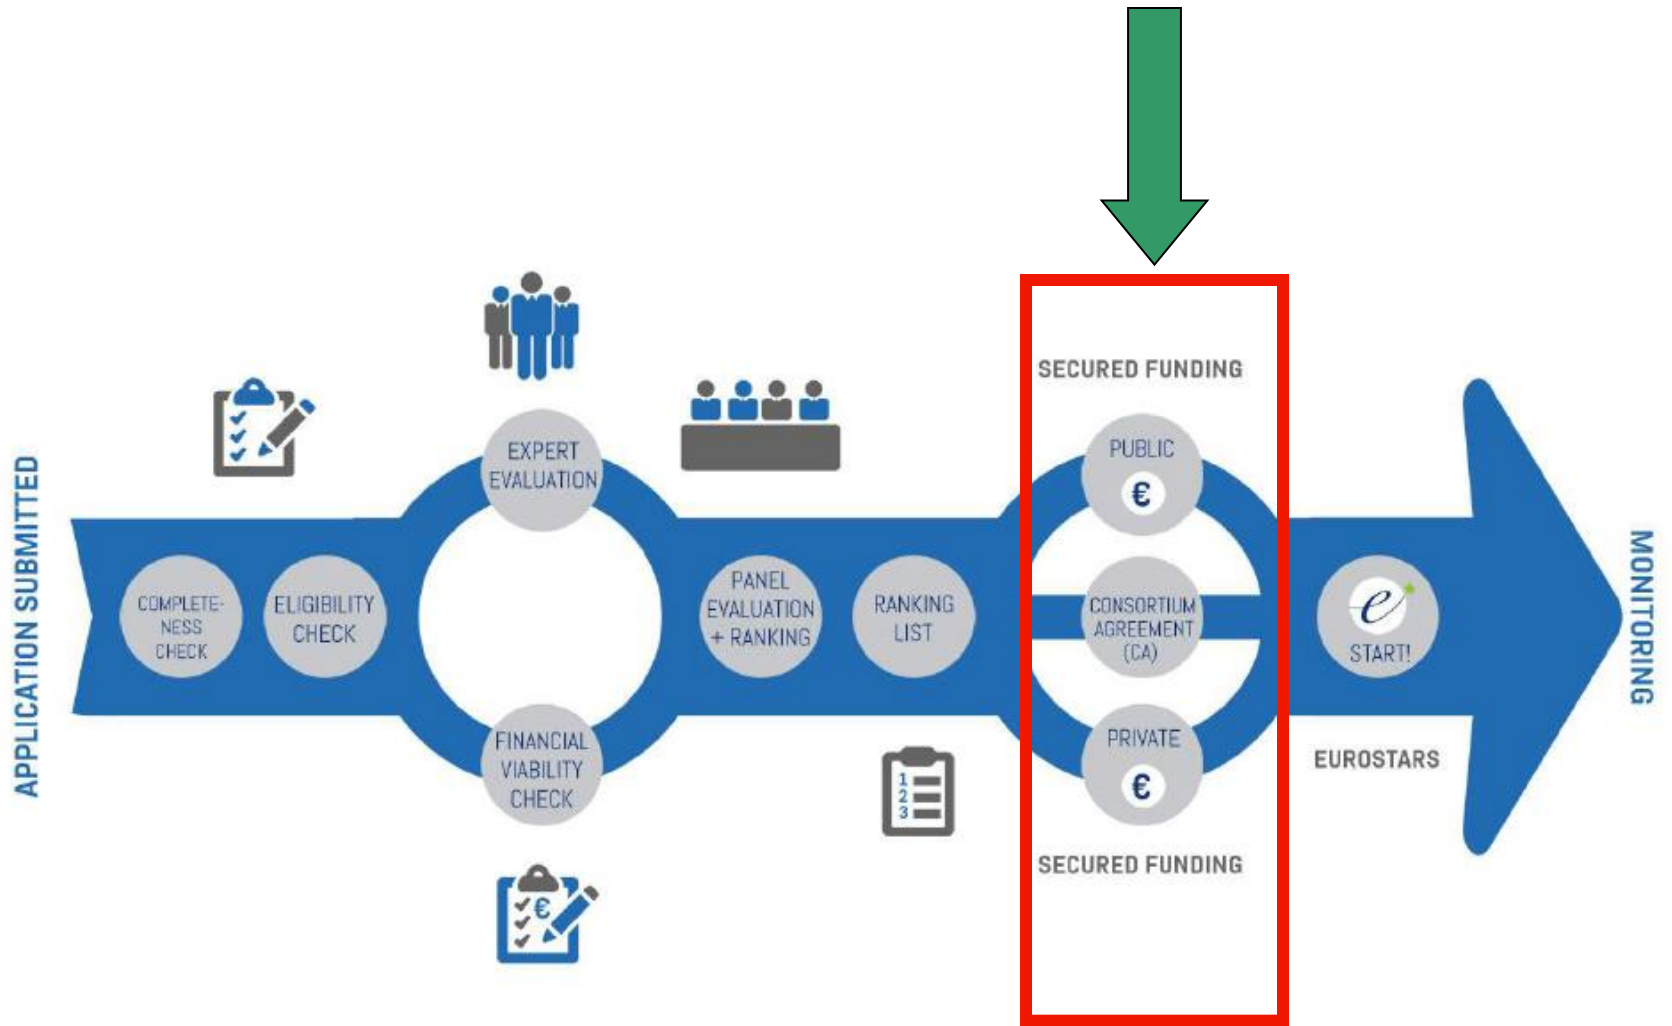 APPLICATION SUBMITTED
COMPLETE-
NESS
CHECK
ELIGIBILITY
CHECK
EXPERT
EVALUATION
FINANCIAL
VIABILITY
CHECK
€
PANEL
EVALUATION
+ RANKING
RANKING
LIST
1
2
3
SECURED FUNDING
PUBLIC
€
CONSORTIUM
AGREEMENT
(CA)
PRIVATE
€
SECURED FUNDING
e
START!
EUROSTARS
MONITORING